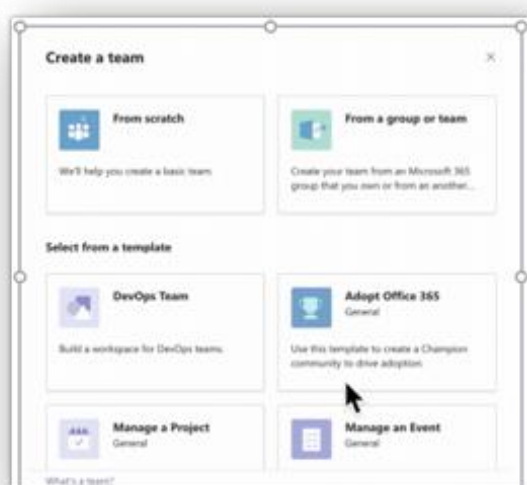 Create a team
From scratch
We'll help you create a basic team
From a group or team
Create your team from an Microsoft 365
group that you own or from an another...
Select from a template
DevOps Team
Build a workspace for DevOps teams.
Adopt Office 365
General
Use this template to create a Champion
community to drive adoption
Manage a Project
General
Manage an Event
General
What's a team?